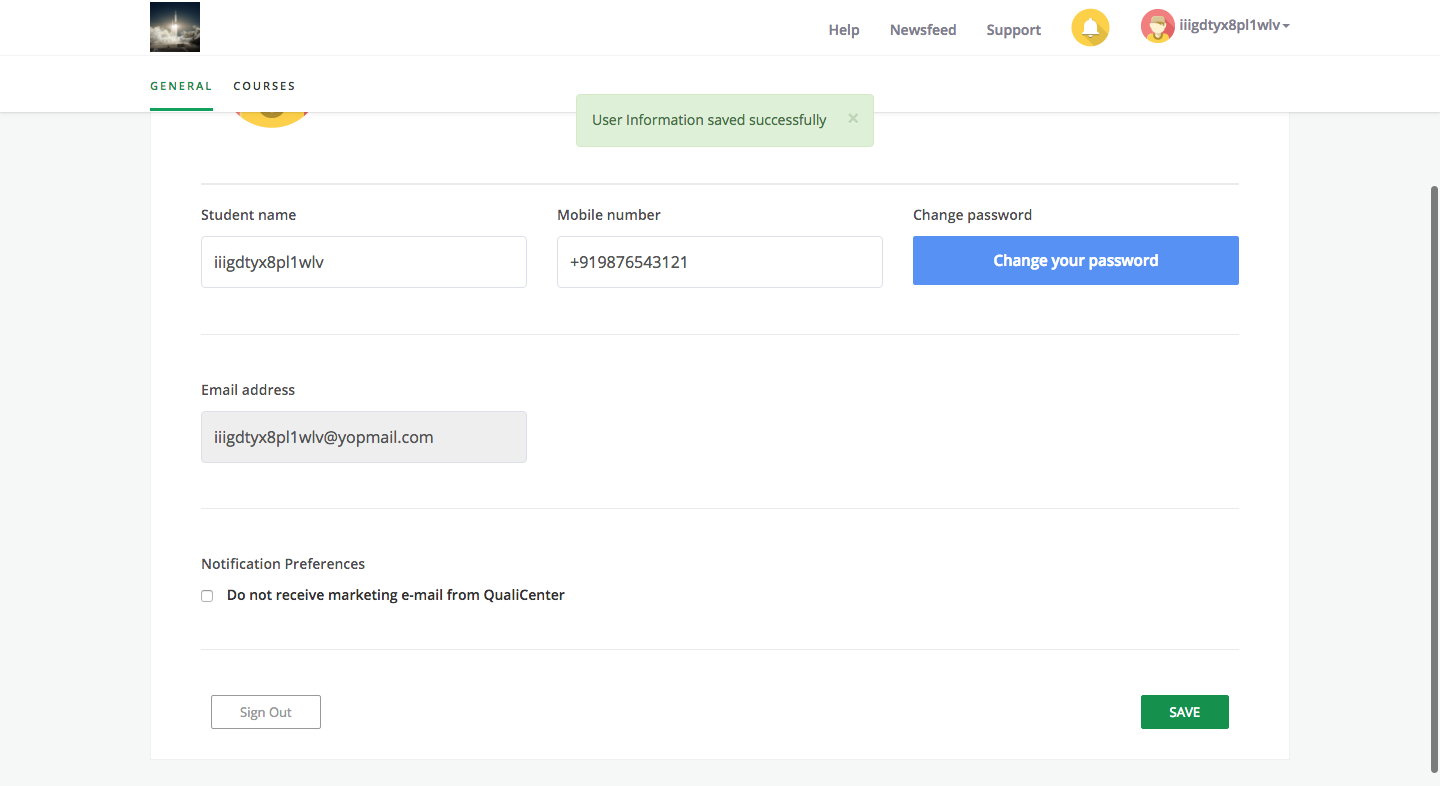 Help Newsfeed Support iiigdtyx8pl1wlv
GENERAL COURSES
User Information saved successfully ×
Student name Mobile number Change password
iiigdtyx8pl1wlv +919876543121 Change your password
Email address
iiigdtyx8pl1wlv@yopmail.com
Notification Preferences
Do not receive marketing e-mail from QualiCenter
Sign Out SAVE